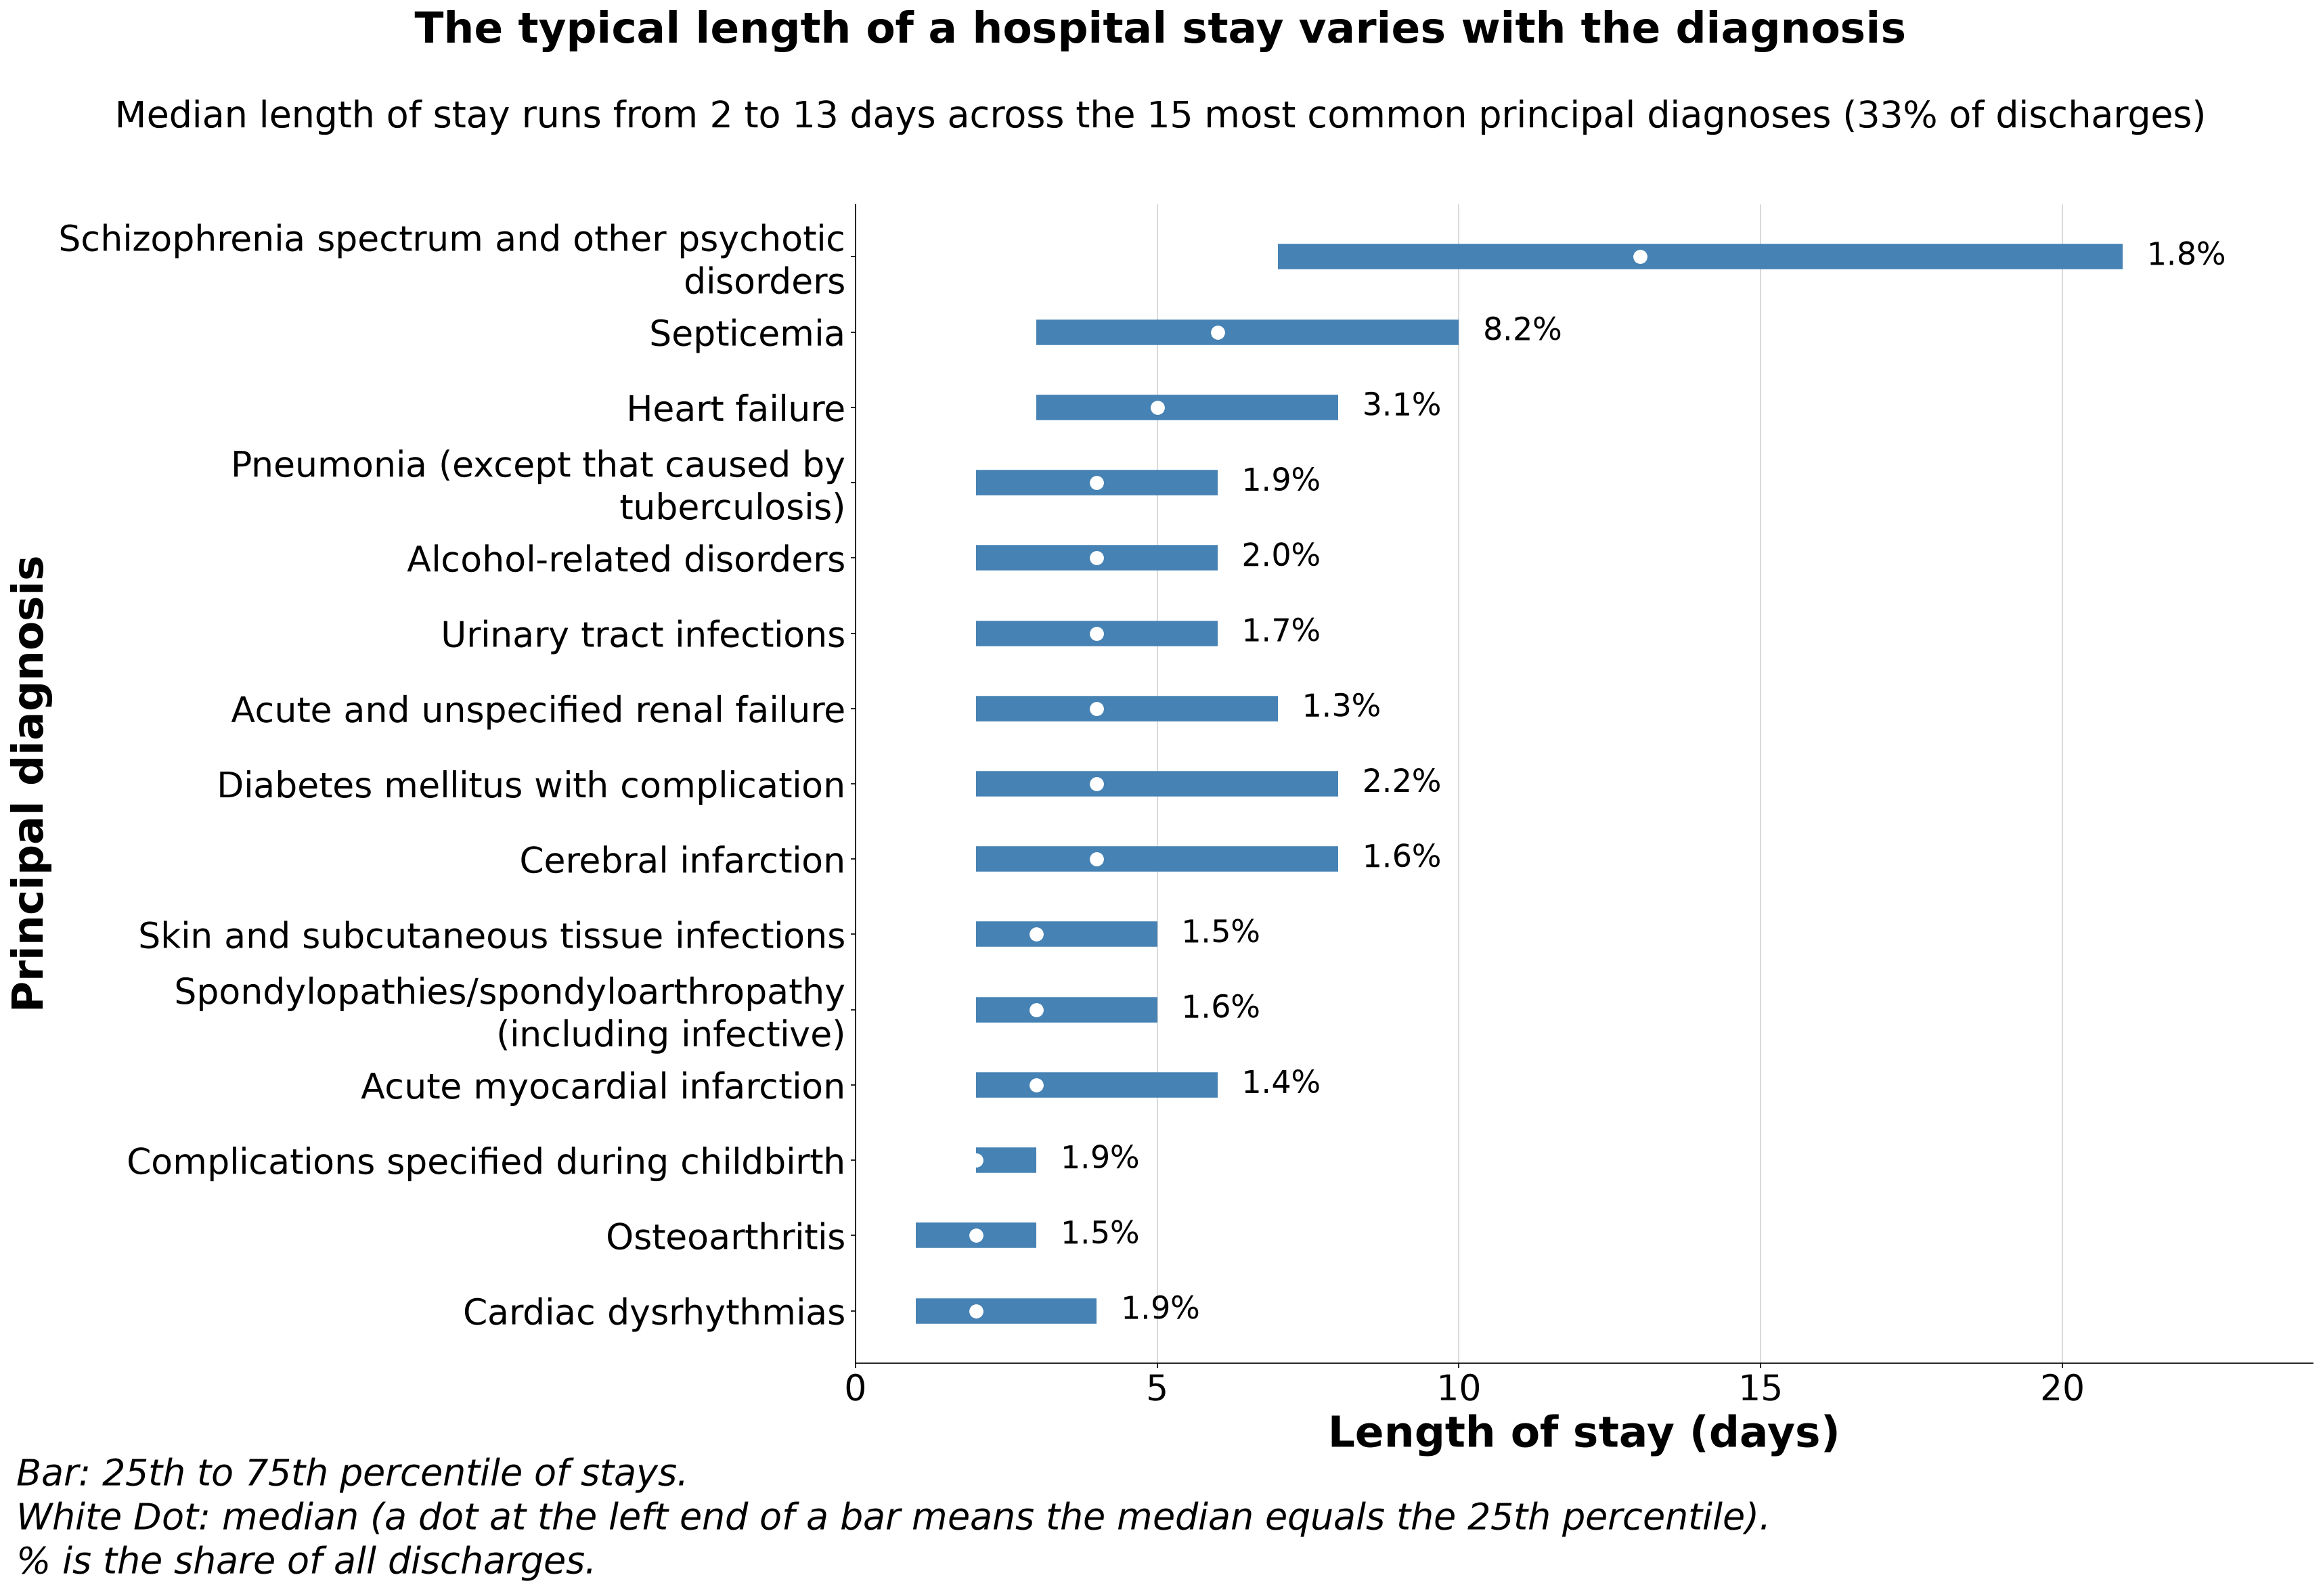 The typical length of a hospital stay varies with the diagnosis
Median length of stay runs from 2 to 13 days across the 15 most common principal diagnoses (33% of discharges)
Principal diagnosis
Schizophrenia spectrum and other psychotic
disorders
1.8%
Septicemia
8.2%
Heart failure
3.1%
Pneumonia (except that caused by
tuberculosis)
1.9%
Alcohol-related disorders
2.0%
Urinary tract infections
1.7%
Acute and unspecified renal failure
1.3%
Diabetes mellitus with complication
2.2%
Cerebral infarction
1.6%
Skin and subcutaneous tissue infections
1.5%
Spondylopathies/spondyloarthropathy
(including infective)
1.6%
Acute myocardial infarction
1.4%
Complications specified during childbirth
1.9%
Osteoarthritis
1.5%
Cardiac dysrhythmias
1.9%
0 5 10 15 20
Length of stay (days)
Bar: 25th to 75th percentile of stays.
White Dot: median (a dot at the left end of a bar means the median equals the 25th percentile).
% is the share of all discharges.